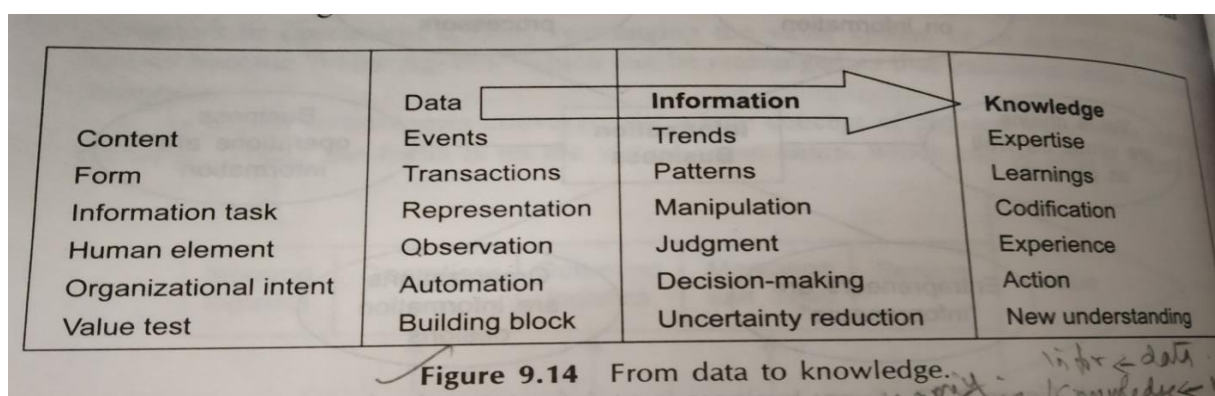 Data Information Knowledge
Content Events Trends Expertise
Form Transactions Patterns Learnings
Information task Representation Manipulation Codification
Human element Observation Judgment Experience
Organizational intent Automation Decision-making Action
Value test Building block Uncertainty reduction New understanding
Figure 9.14 From data to knowledge.